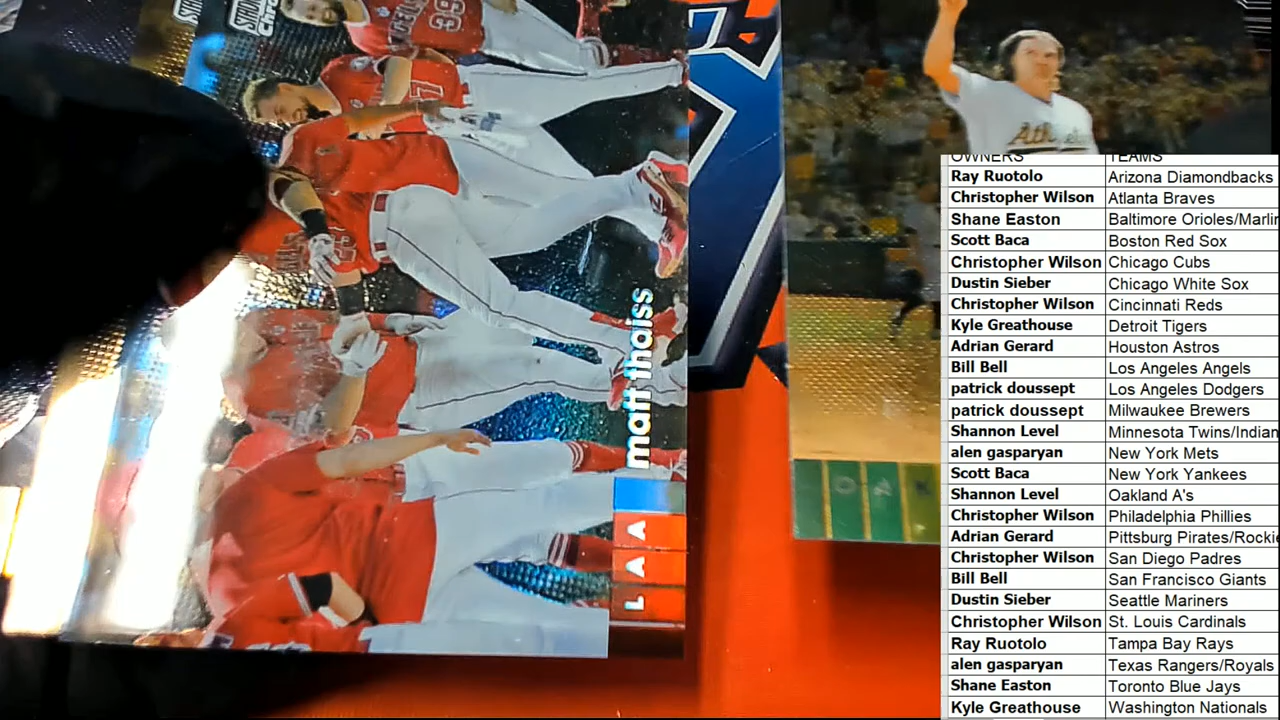 matt thaiss
L A A
39
Athletics
OWNERS TEAMS
Ray Ruotolo Arizona Diamondbacks
Christopher Wilson Atlanta Braves
Shane Easton Baltimore Orioles/Marli
Scott Baca Boston Red Sox
Christopher Wilson Chicago Cubs
Dustin Sieber Chicago White Sox
Christopher Wilson Cincinnati Reds
Kyle Greathouse Detroit Tigers
Adrian Gerard Houston Astros
Bill Bell Los Angeles Angels
patrick doussept Los Angeles Dodgers
patrick doussept Milwaukee Brewers
Shannon Level Minnesota Twins/Indian
alen gasparyan New York Mets
Scott Baca New York Yankees
Shannon Level Oakland A's
Christopher Wilson Philadelphia Phillies
Adrian Gerard Pittsburg Pirates/Rockie
Christopher Wilson San Diego Padres
Bill Bell San Francisco Giants
Dustin Sieber Seattle Mariners
Christopher Wilson St. Louis Cardinals
Ray Ruotolo Tampa Bay Rays
alen gasparyan Texas Rangers/Royals
Shane Easton Toronto Blue Jays
Kyle Greathouse Washington Nationals